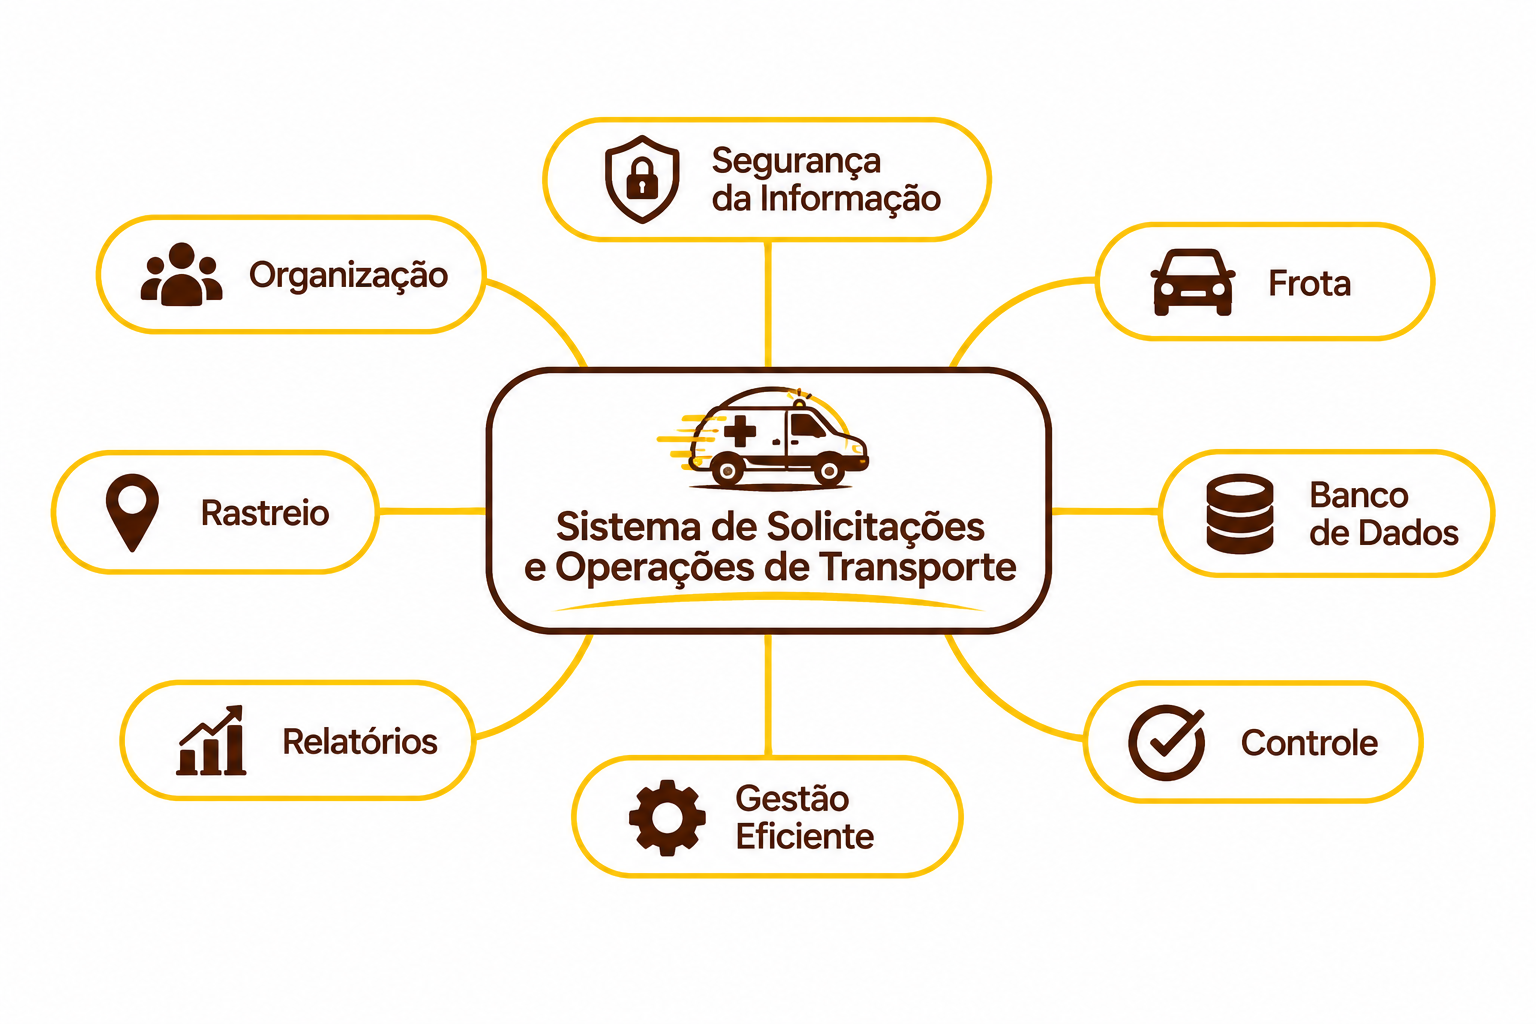 Segurança
da Informação
Organização
Frota
Sistema de Solicitações
e Operações de Transporte
Rastreio
Banco
de Dados
Relatórios
Controle
Gestão
Eficiente